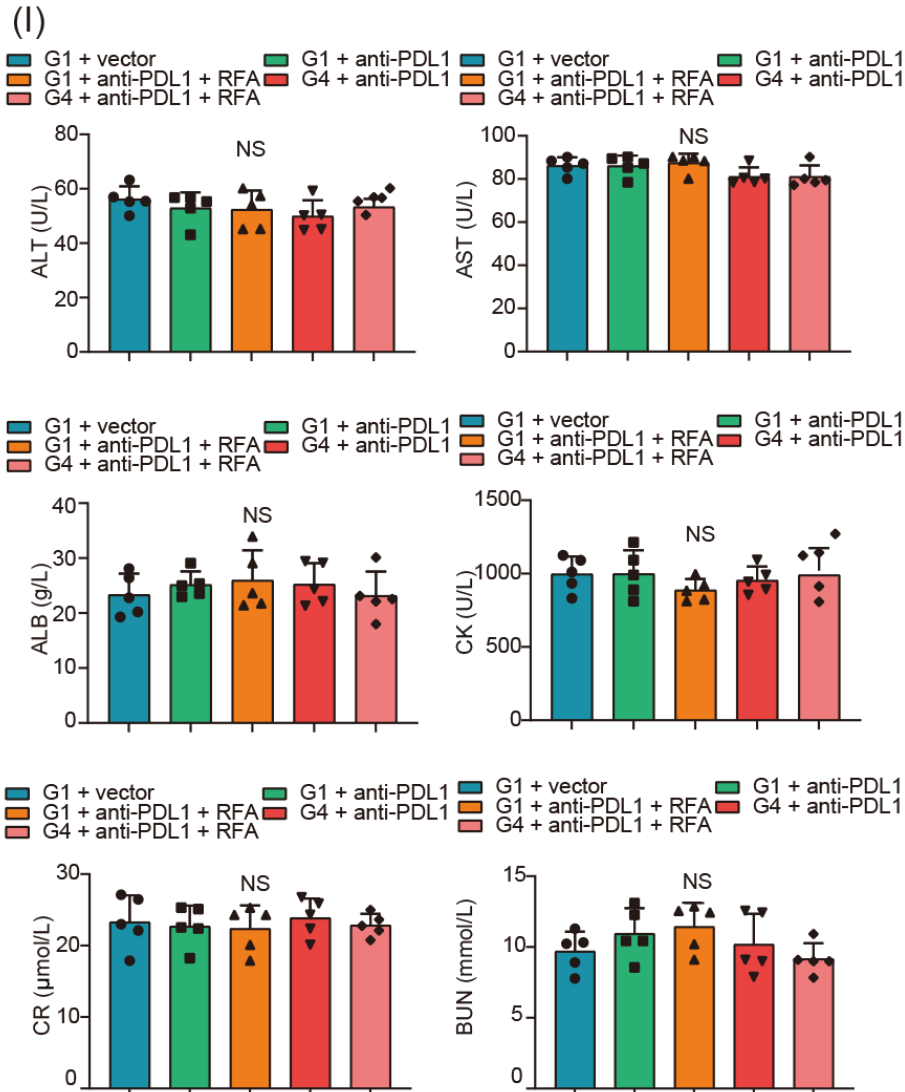 (I)
G1 + vector G1 + anti-PDL1 G1 + vector G1 + anti-PDL1
G1 + anti-PDL1 + RFA G4 + anti-PDL1 G1 + anti-PDL1 + RFA G4 + anti-PDL1
G4 + anti-PDL1 + RFA G4 + anti-PDL1 + RFA
ALT (U/L)
80
60
40
20
0
NS
AST (U/L)
100
80
60
40
20
0
NS
G1 + vector G1 + anti-PDL1 G1 + vector G1 + anti-PDL1
G1 + anti-PDL1 + RFA G4 + anti-PDL1 G1 + anti-PDL1 + RFA G4 + anti-PDL1
G4 + anti-PDL1 + RFA G4 + anti-PDL1 + RFA
ALB (g/L)
40
30
20
10
0
NS
CK (U/L)
1500
1000
500
0
NS
G1 + vector G1 + anti-PDL1 G1 + vector G1 + anti-PDL1
G1 + anti-PDL1 + RFA G4 + anti-PDL1 G1 + anti-PDL1 + RFA G4 + anti-PDL1
G4 + anti-PDL1 + RFA G4 + anti-PDL1 + RFA
CR (μmol/L)
30
20
10
0
NS
BUN (mmol/L)
15
10
5
0
NS